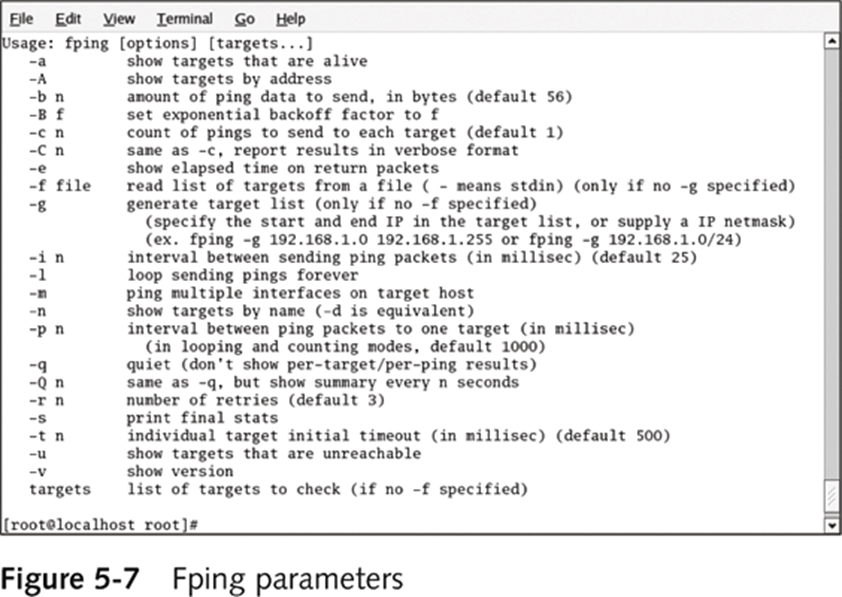 File Edit View Terminal Go Help
Usage: fping [options] [targets...]
-a show targets that are alive
-A show targets by address
-b n amount of ping data to send, in bytes (default 56)
-B f set exponential backoff factor to f
-c n count of pings to send to each target (default 1)
-C n same as -c, report results in verbose format
-e show elapsed time on return packets
-f file read list of targets from a file ( - means stdin) (only if no -g specified)
-g generate target list (only if no -f specified)
(specify the start and end IP in the target list, or supply a IP netmask)
(ex. fping -g 192.168.1.0 192.168.1.255 or fping -g 192.168.1.0/24)
-i n interval between sending ping packets (in millisec) (default 25)
-l loop sending pings forever
-m ping multiple interfaces on target host
-n show targets by name (-d is equivalent)
-p n interval between ping packets to one target (in millisec)
(in looping and counting modes, default 1000)
-q quiet (don't show per-target/per-ping results)
-Q n same as -q, but show summary every n seconds
-r n number of retries (default 3)
-s print final stats
-t n individual target initial timeout (in millisec) (default 500)
-u show targets that are unreachable
-v show version
targets list of targets to check (if no -f specified)
[root@localhost root]#
Figure 5-7 Fping parameters